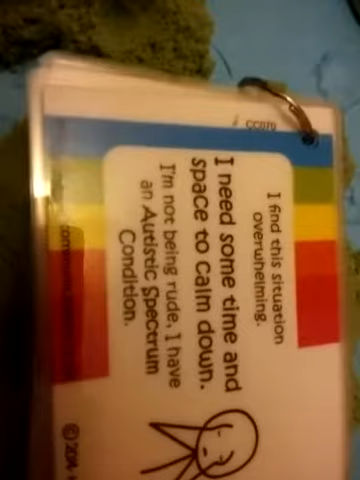 CC070
I find this situation
overwhelming.
I need some time and
space to calm down.
I'm not being rude, I have
an Autistic Spectrum
Condition.